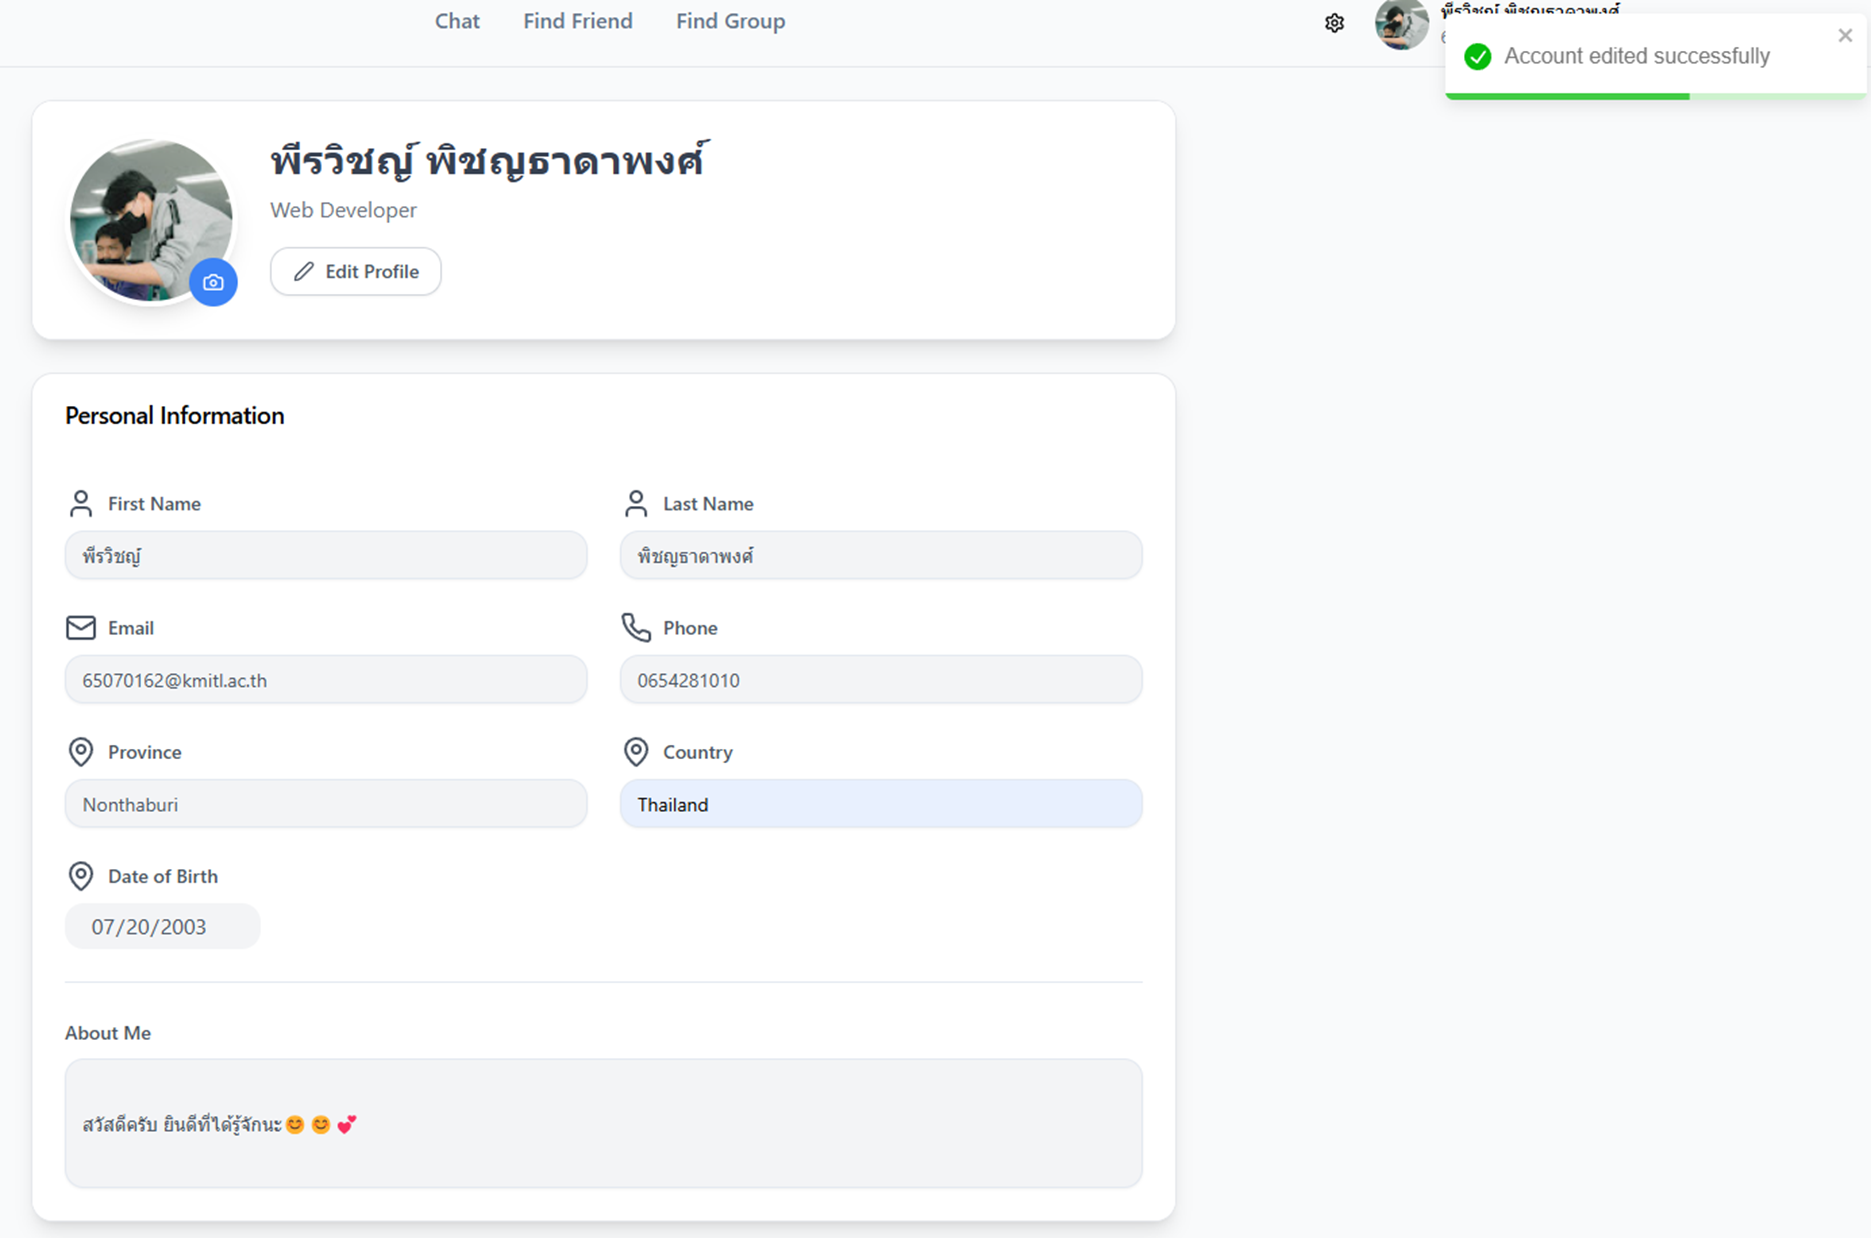 Chat Find Friend Find Group
พีรวิชญ์ พิชญธาดาพงศ์
Account edited successfully
พีรวิชญ์ พิชญธาดาพงศ์
Web Developer
Edit Profile
Personal Information
First Name Last Name
พีรวิชญ์ พิชญธาดาพงศ์
Email Phone
65070162@kmitl.ac.th 0654281010
Province Country
Nonthaburi Thailand
Date of Birth
07/20/2003
About Me
สวัสดีครับ ยินดีที่ได้รู้จักนะ😊 😊 💕